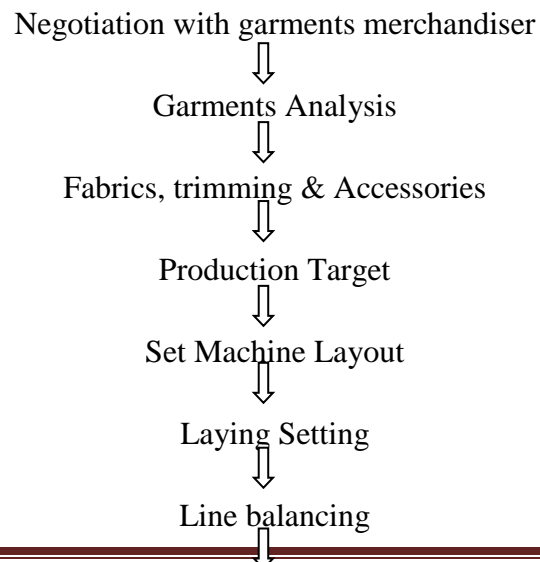 Negotiation with garments merchandiser
Garments Analysis
Fabrics, trimming & Accessories
Production Target
Set Machine Layout
Laying Setting
Line balancing